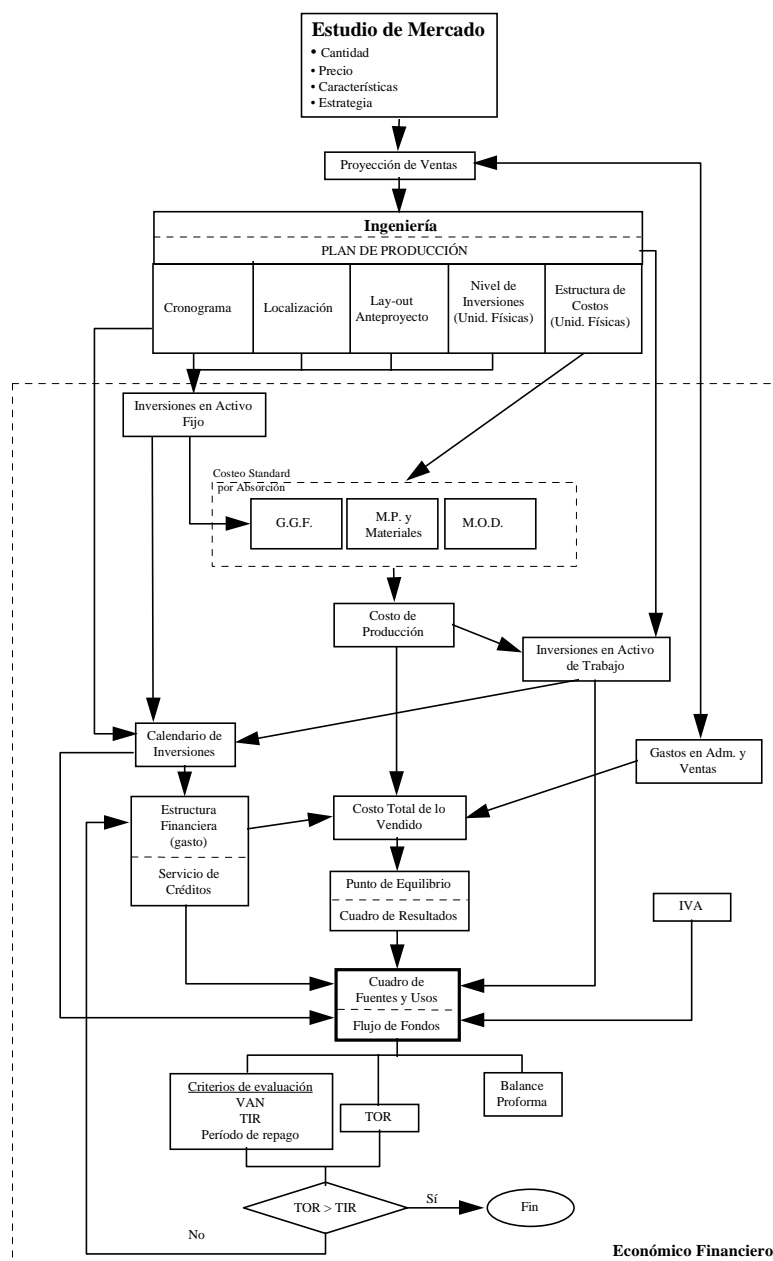 Estudio de Mercado
• Cantidad
• Precio
• Características
• Estrategia
Proyección de Ventas
Ingeniería
PLAN DE PRODUCCIÓN
Cronograma
Localización
Lay-out
Anteproyecto
Nivel de
Inversiones
(Unid. Físicas)
Estructura de
Costos
(Unid. Físicas)
Inversiones en Activo
Fijo
Costeo Standard
por Absorción
G.G.F.
M.P. y
Materiales
M.O.D.
Costo de
Producción
Inversiones en Activo
de Trabajo
Calendario de
Inversiones
Gastos en Adm. y
Ventas
Estructura
Financiera
(gasto)
Servicio de
Créditos
Costo Total de lo
Vendido
Punto de Equilibrio
Cuadro de Resultados
IVA
Cuadro de
Fuentes y Usos
Flujo de Fondos
Criterios de evaluación
VAN
TIR
Período de repago
TOR
Balance
Proforma
TOR > TIR
Sí
Fin
No
Económico Financiero